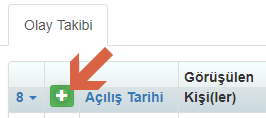 Olay Takibi
8
Açılış Tarihi
Görüşülen
Kişi(ler)